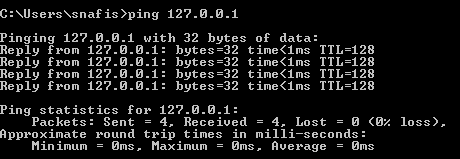 C:\Users\snafis>ping 127.0.0.1
Pinging 127.0.0.1 with 32 bytes of data:
Reply from 127.0.0.1: bytes=32 time<1ms TTL=128
Reply from 127.0.0.1: bytes=32 time<1ms TTL=128
Reply from 127.0.0.1: bytes=32 time<1ms TTL=128
Reply from 127.0.0.1: bytes=32 time<1ms TTL=128
Ping statistics for 127.0.0.1:
Packets: Sent = 4, Received = 4, Lost = 0 (0% loss),
Approximate round trip times in milli-seconds:
Minimum = 0ms, Maximum = 0ms, Average = 0ms